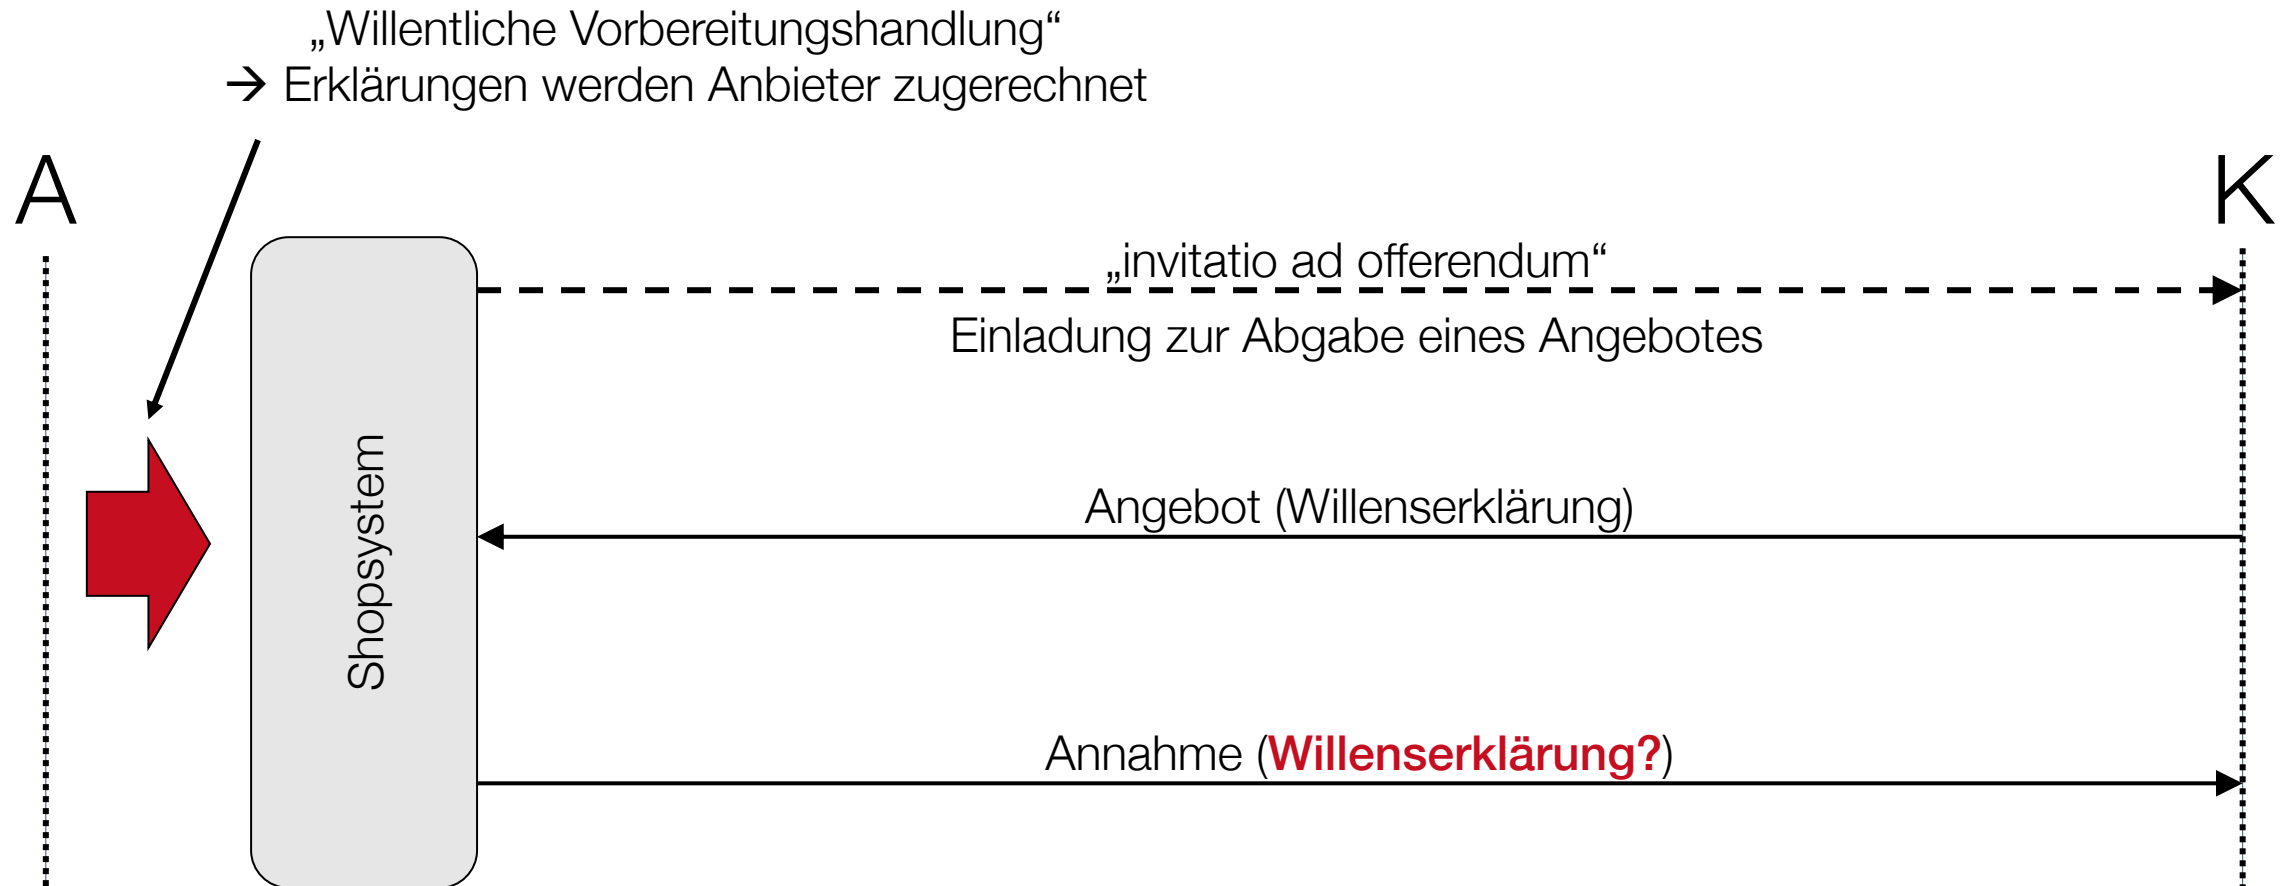 „Willentliche Vorbereitungshandlung“
→ Erklärungen werden Anbieter zugerechnet
A
K
„invitatio ad offerendum“
Einladung zur Abgabe eines Angebotes
Shopsystem
Angebot (Willenserklärung)
Annahme (Willenserklärung?)